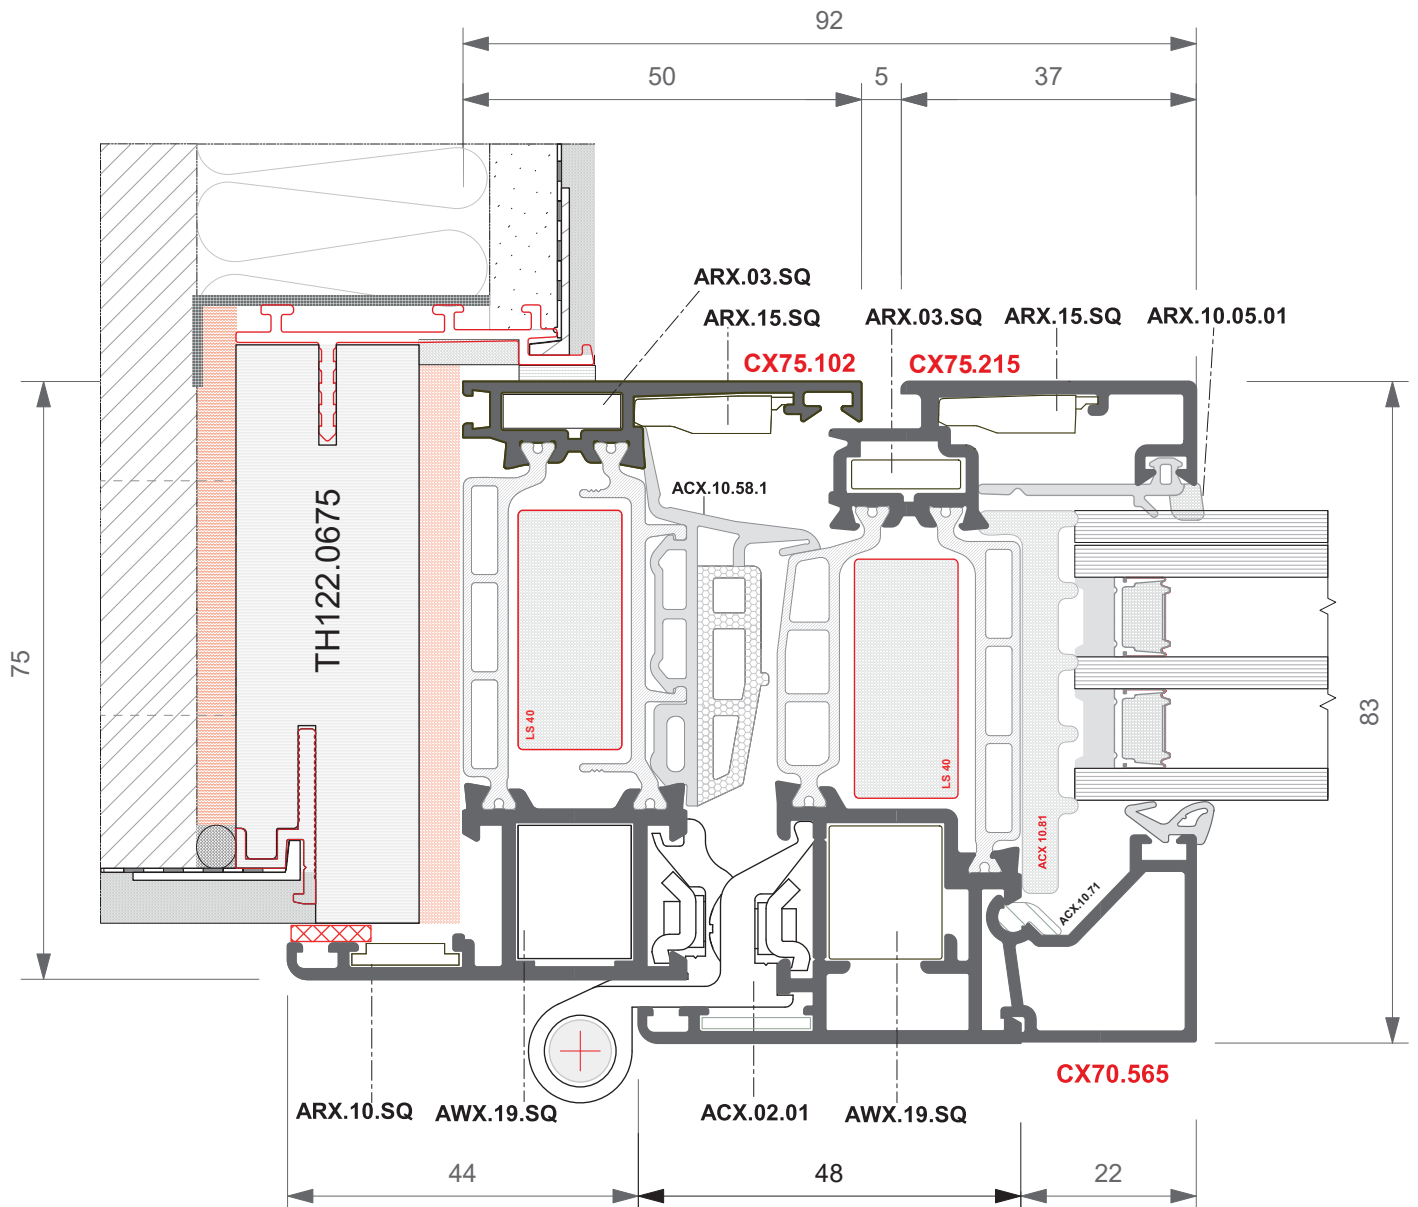 92
50
5
37
ARX.03.SQ
ARX.15.SQ
ARX.03.SQ
ARX.15.SQ
ARX.10.05.01
CX75.102
CX75.215
ACX.10.58.1
TH122.0675
75
83
LS 40
LS 40
ACX 10.81
ACX.10.71
CX70.565
ARX.10.SQ
AWX.19.SQ
ACX.02.01
AWX.19.SQ
44
48
22